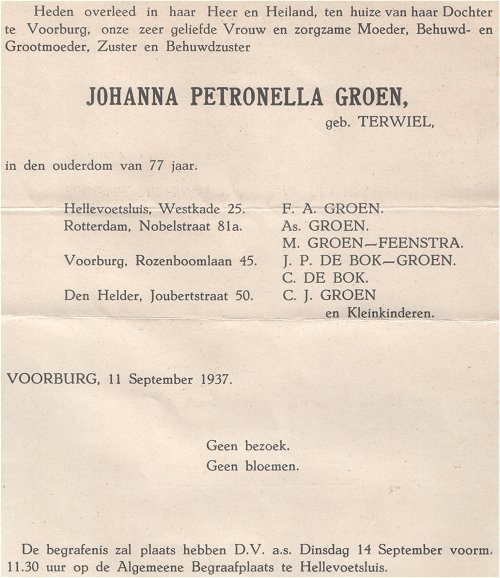 Heden overleed in haar Heer en Heiland, ten huize van haar Dochter
te Voorburg, onze zeer geliefde Vrouw en zorgzame Moeder, Behuwd- en
Grootmoeder, Zuster en Behuwdzuster
JOHANNA PETRONELLA GROEN,
geb. TERWIEL,
in den ouderdom van 77 jaar.
Hellevoetsluis, Westkade 25. F. A. GROEN.
Rotterdam, Nobelstraat 81a. As. GROEN.
M. GROEN—FEENSTRA.
Voorburg, Rozenboomlaan 45. J. P. DE BOK—GROEN.
C. DE BOK.
Den Helder, Joubertstraat 50. C. J. GROEN
en Kleinkinderen.
VOORBURG, 11 September 1937.
Geen bezoek.
Geen bloemen.
De begrafenis zal plaats hebben D.V. a.s. Dinsdag 14 September voorm.
11.30 uur op de Algemeene Begraafplaats te Hellevoetsluis.